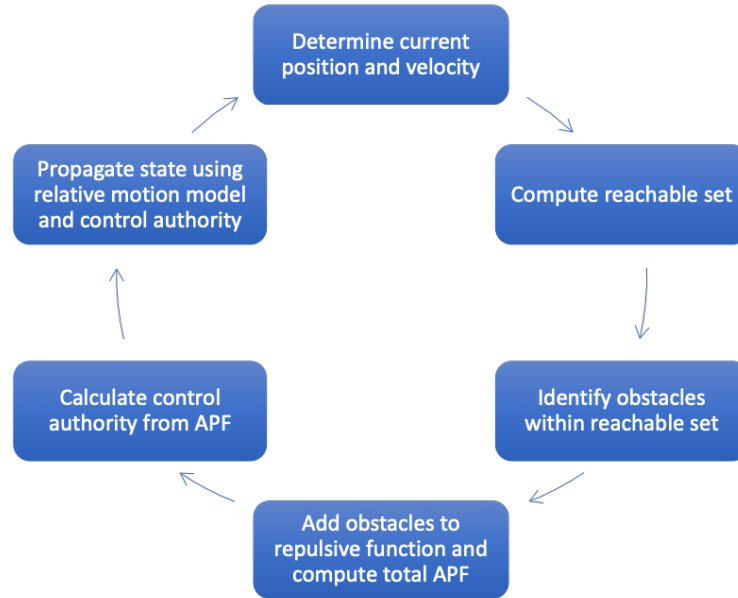 Determine current
position and velocity
Compute reachable set
Identify obstacles
within reachable set
Add obstacles to
repulsive function and
compute total APF
Calculate control
authority from APF
Propagate state using
relative motion model
and control authority